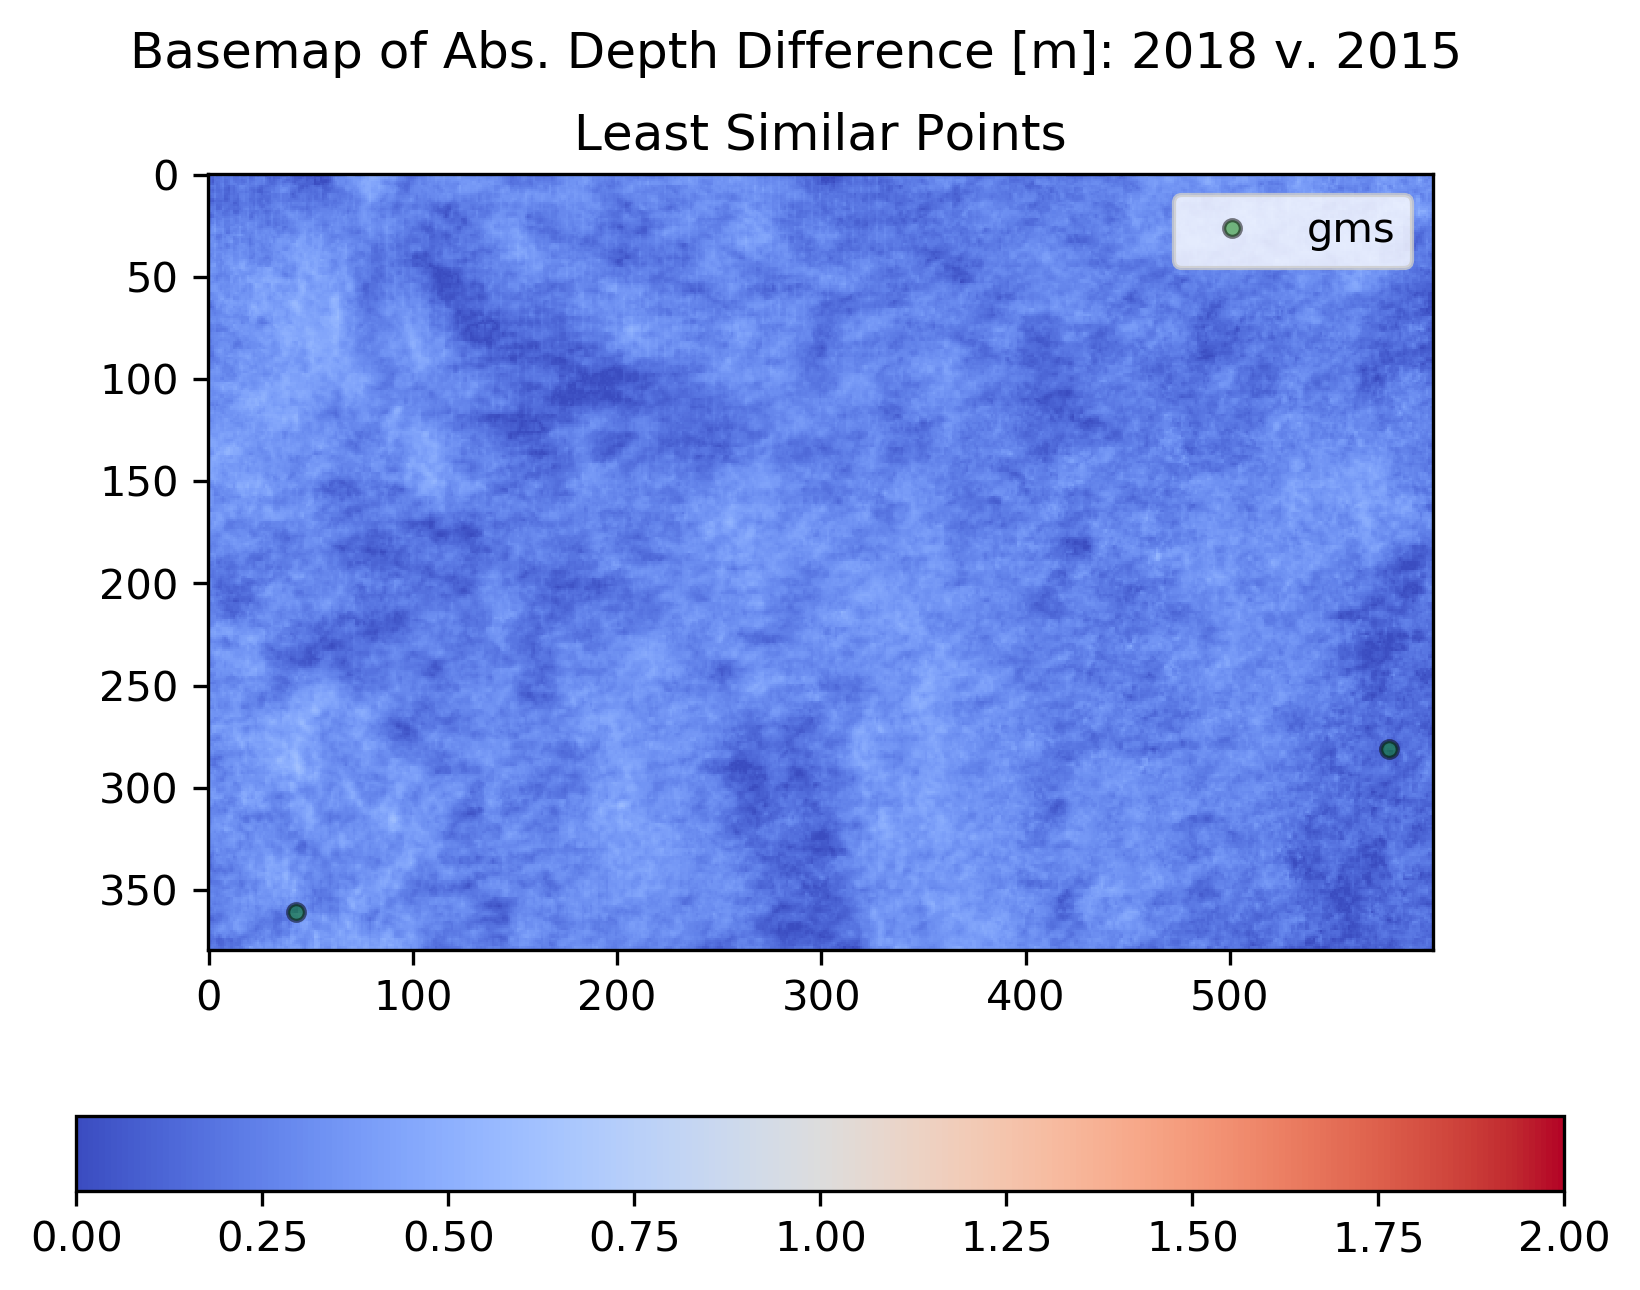 Basemap of Abs. Depth Difference [m]: 2018 v. 2015
Least Similar Points
gms
0
50
100
150
200
250
300
350
0 100 200 300 400 500
0.00 0.25 0.50 0.75 1.00 1.25 1.50 1.75 2.00